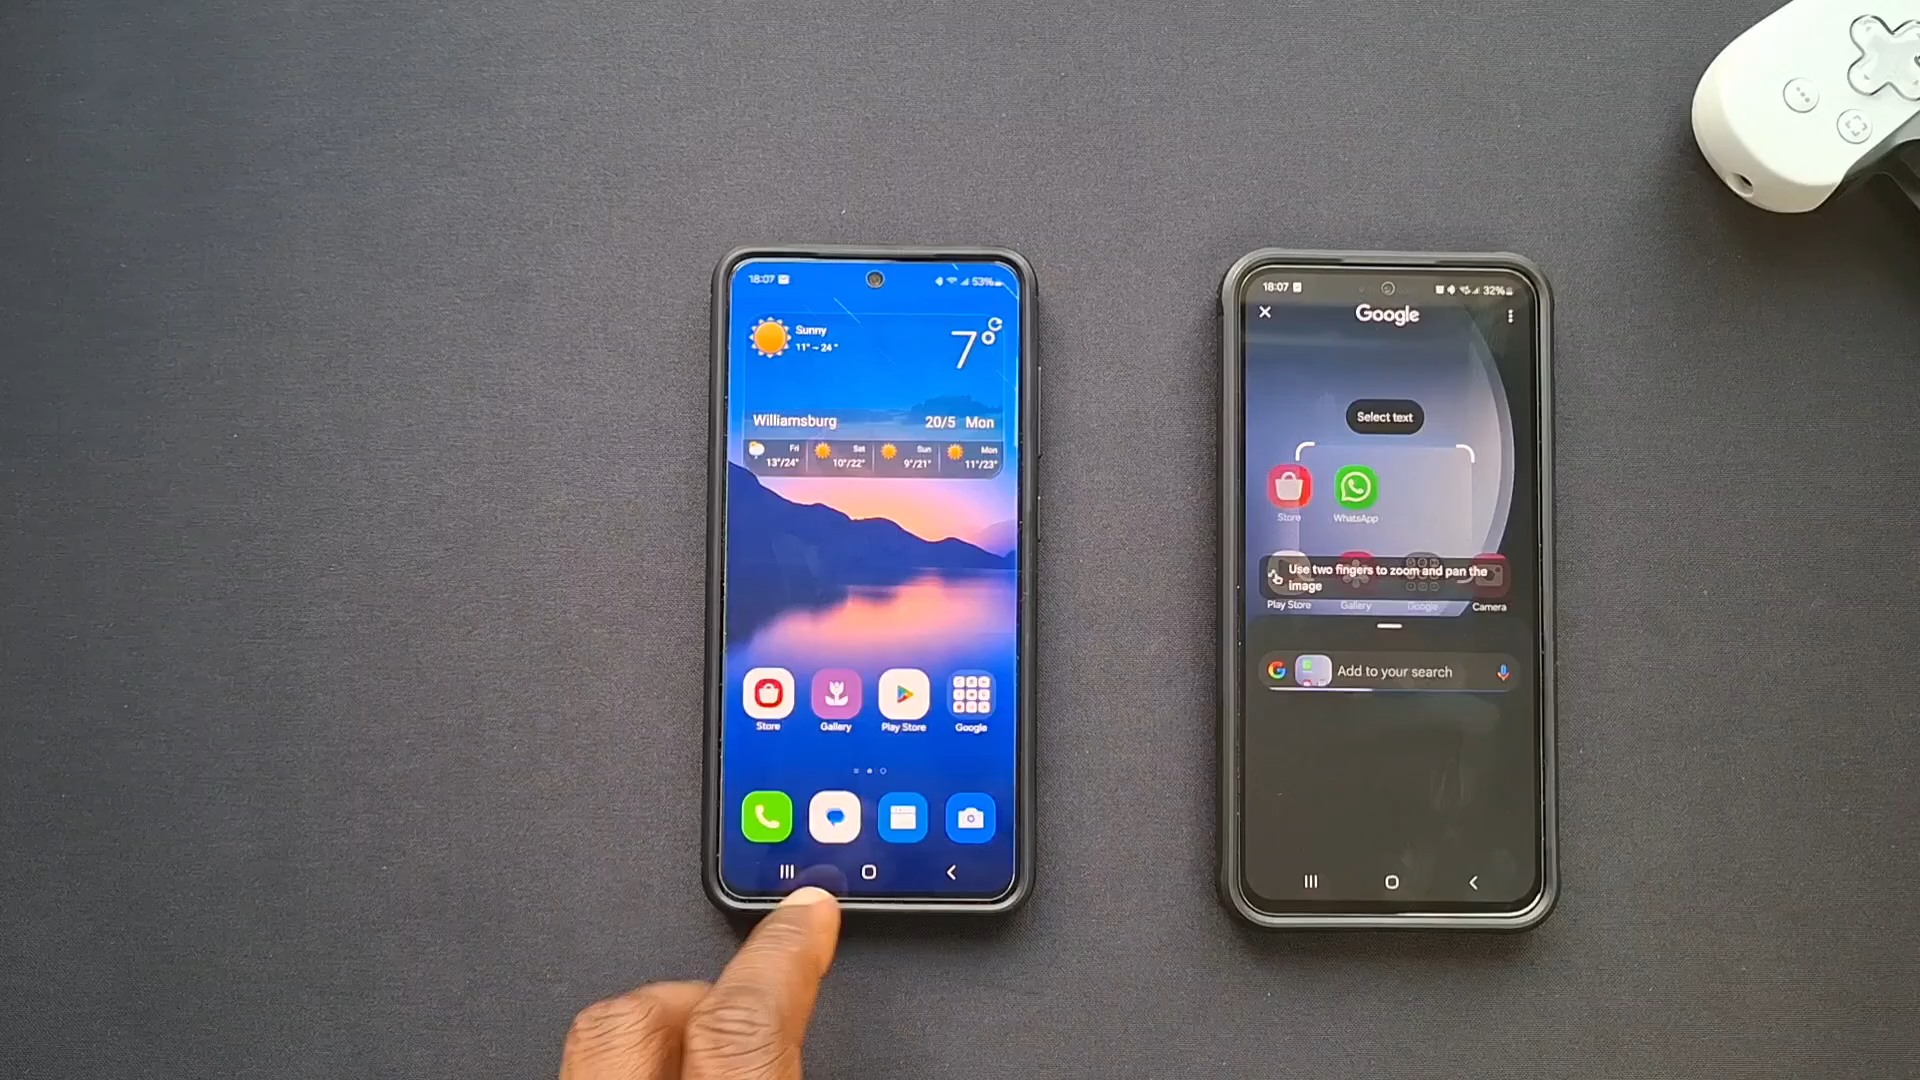 18:07
53%
Sunny
11° ~ 24 °
7°
Williamsburg
20/5 Mon
Fri
13°/24°
Sat
10°/22°
Sun
9°/21°
Mon
11°/23°
Store
Gallery
Play Store
Google
18:07
32%
Google
Select text
Store
WhatsApp
Use two fingers to zoom and pan the
image
Play Store
Gallery
Google
Camera
G
Add to your search